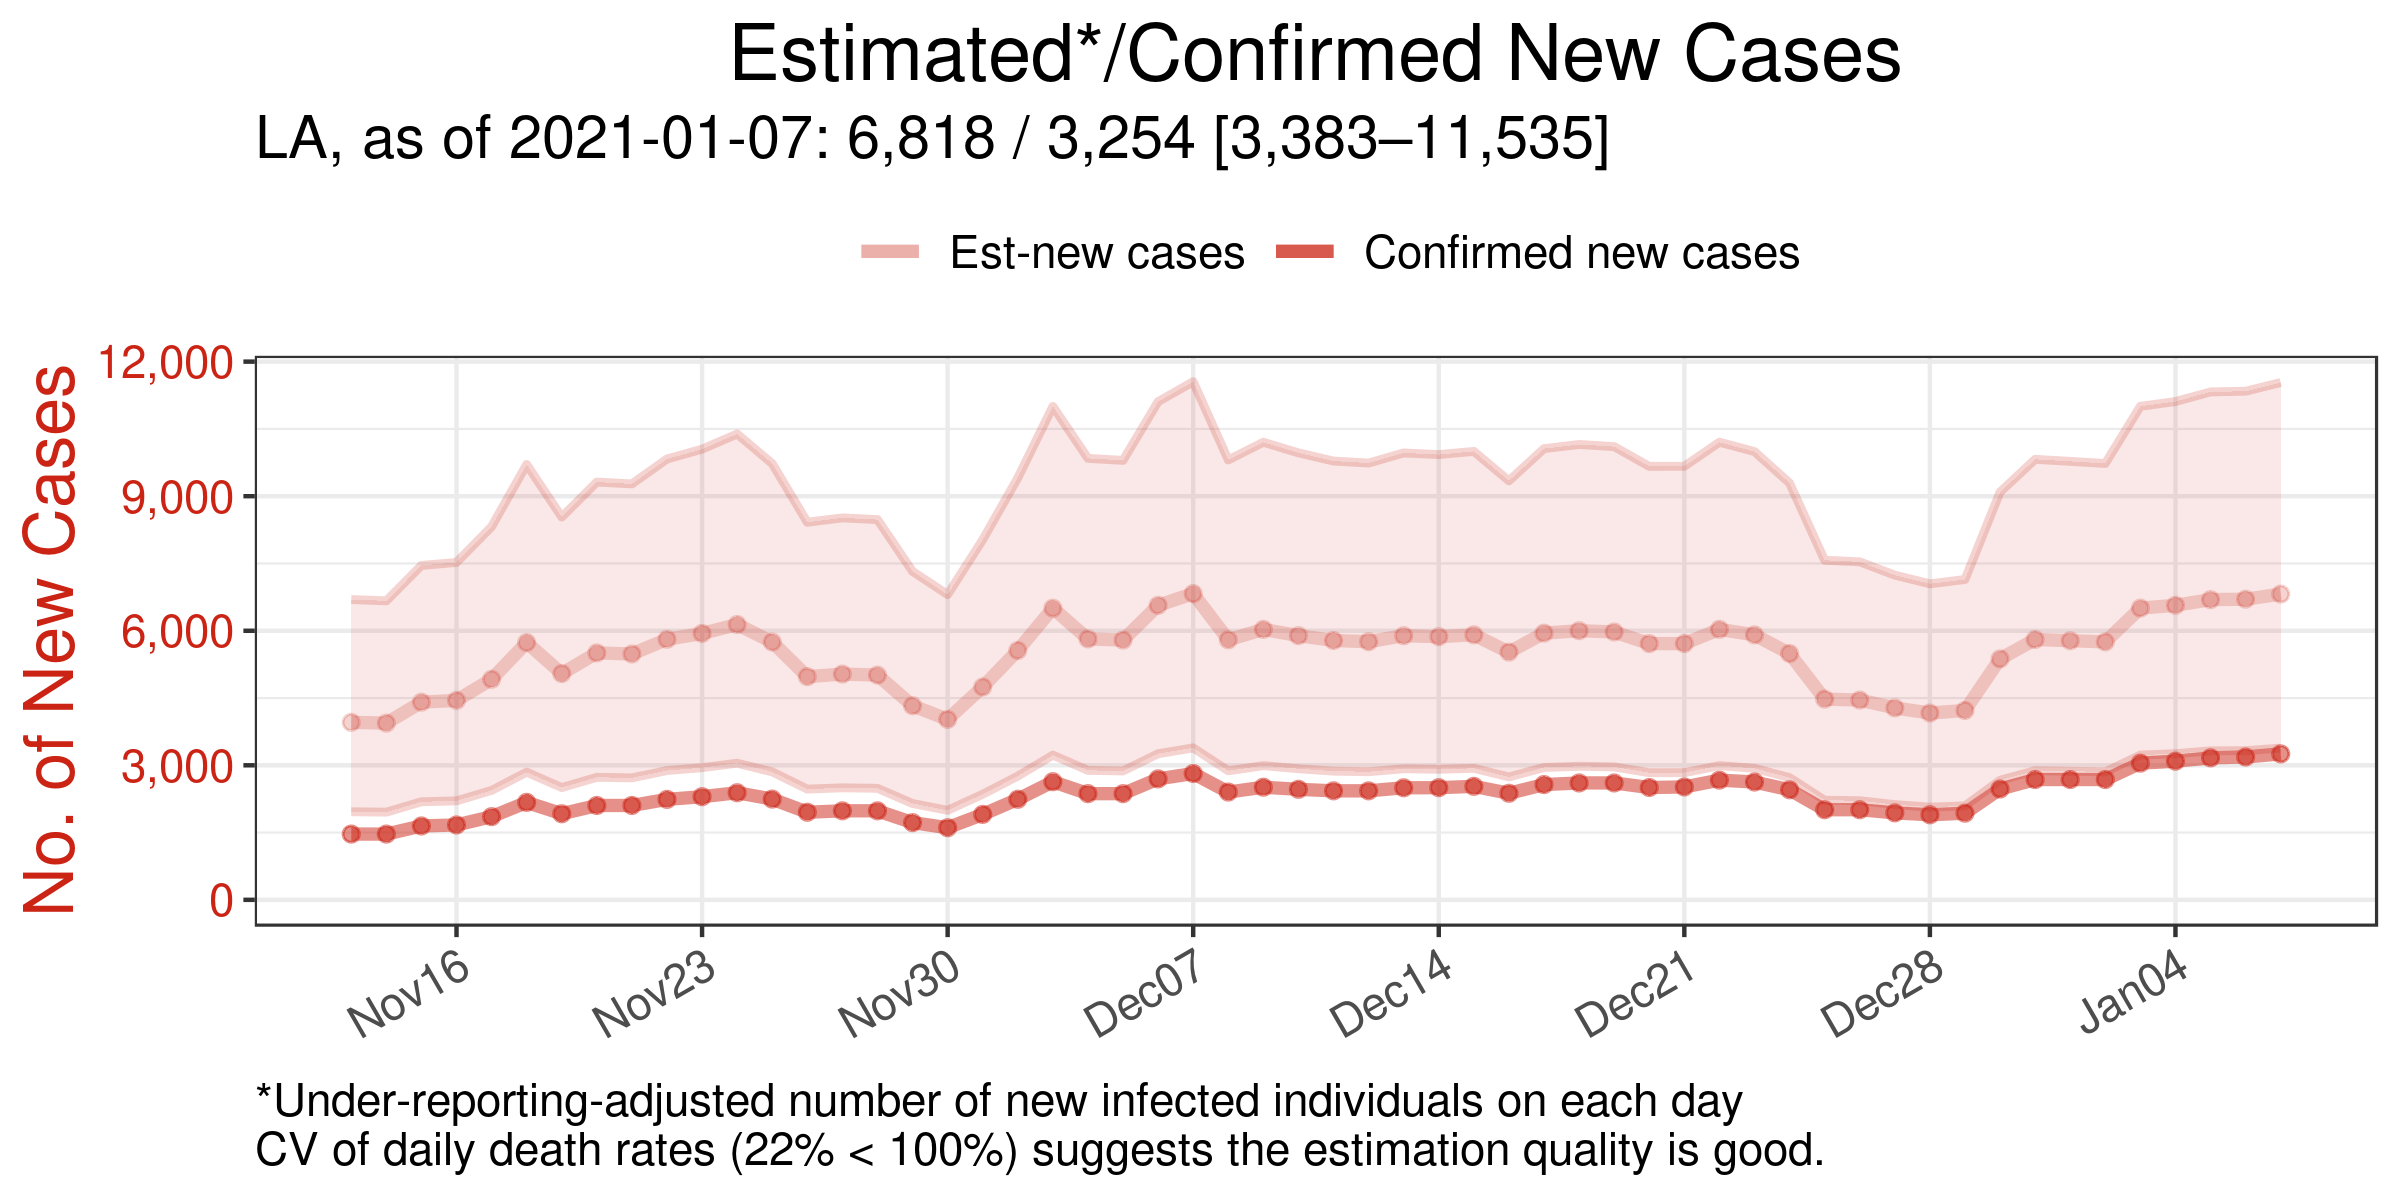 Estimated*/Confirmed New Cases
LA, as of 2021-01-07: 6,818 / 3,254 [3,383–11,535]
Est-new cases Confirmed new cases
No. of New Cases
12,000
9,000
6,000
3,000
0
Nov16 Nov23 Nov30 Dec07 Dec14 Dec21 Dec28 Jan04
*Under-reporting-adjusted number of new infected individuals on each day
CV of daily death rates (22% < 100%) suggests the estimation quality is good.